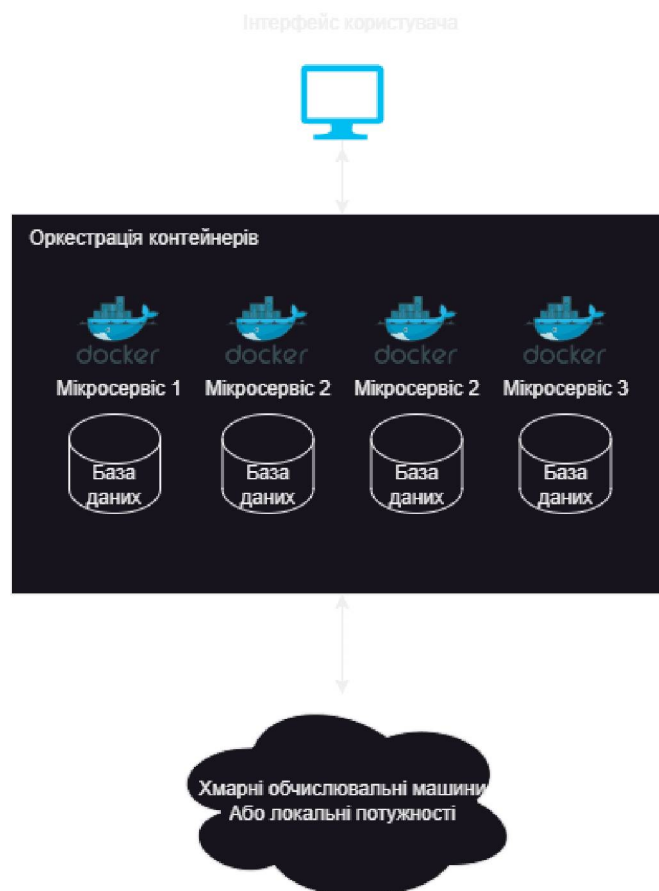 Інтерфейс користувача
Оркестрація контейнерів
docker docker docker docker
Мікросервіс 1 Мікросервіс 2 Мікросервіс 2 Мікросервіс 3
База База База База
даних даних даних даних
Хмарні обчислювальні машини
Або локальні потужності